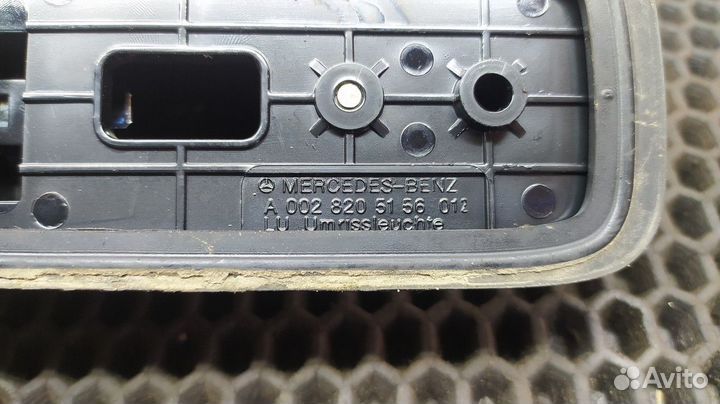 MERCEDES-BENZ
A 002 820 51 56 012
LU Umrissleuchte
Avito